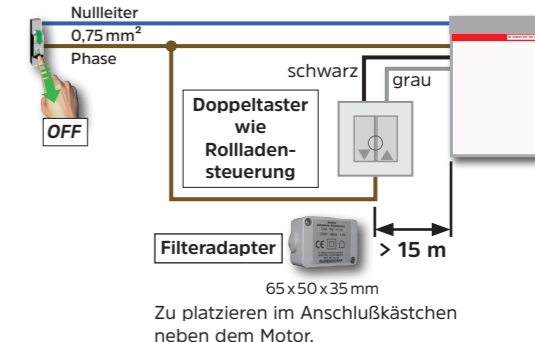 Nullleiter
0,75 mm²
Phase
schwarz
grau
OFF
Doppeltaster
wie
Rollladen-
steuerung
Filteradapter
> 15 m
65 x 50 x 35 mm
Zu platzieren im Anschlußkästchen
neben dem Motor.